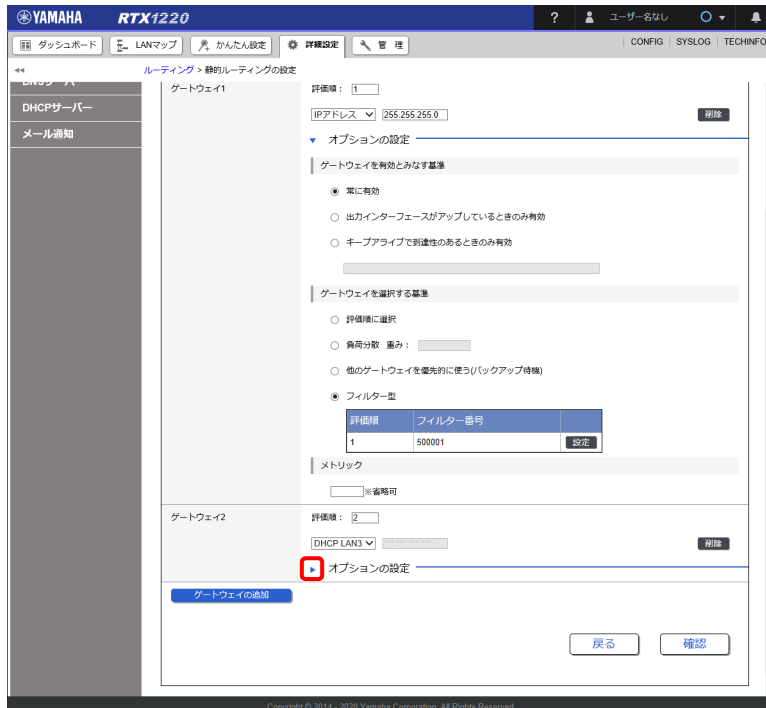 YAMAHA RTX1220 ? ユーザー名なし
ダッシュボード LANマップ かんたん設定 詳細設定 管 理 CONFIG | SYSLOG | TECHINFO
ルーティング > 静的ルーティングの設定
DHCPサーバー
メール通知
ゲートウェイ1 評価順： 1
IPアドレス 255.255.255.0 削除
オプションの設定
ゲートウェイを有効とみなす基準
常に有効
出力インターフェースがアップしているときのみ有効
キープアライブで到達性のあるときのみ有効
ゲートウェイを選択する基準
評価順に選択
負荷分散 重み：
他のゲートウェイを優先的に使う(バックアップ待機)
フィルター型
評価順 フィルター番号
1 500001 設定
メトリック
※省略可
ゲートウェイ2 評価順： 2
DHCP LAN3 削除
オプションの設定
ゲートウェイの追加
戻る 確認
Copyright © 2014 - 2020 Yamaha Corporation. All Rights Reserved.